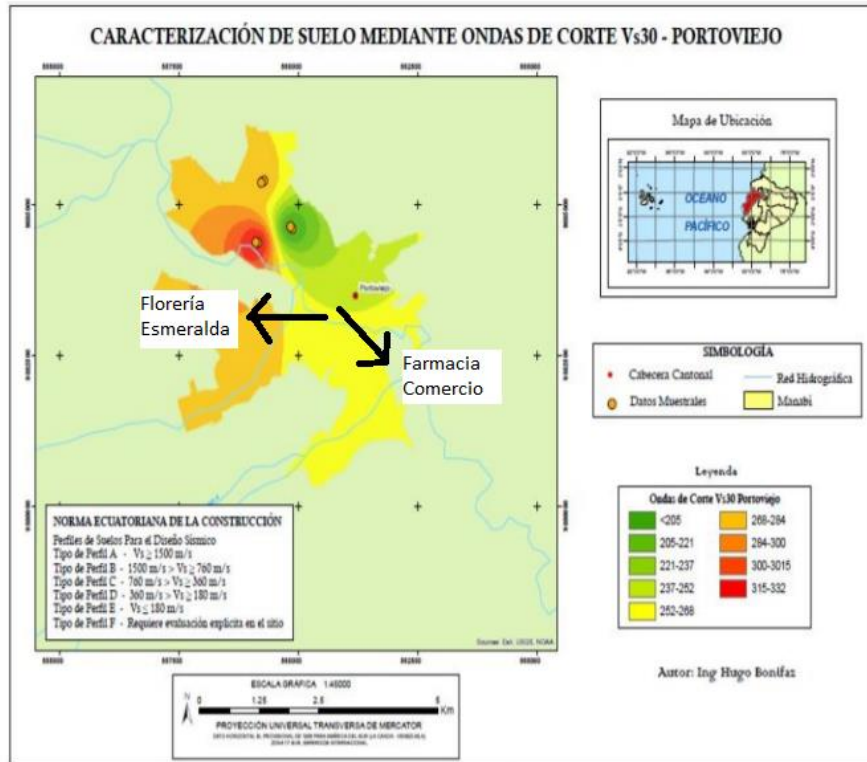 CARACTERIZACIÓN DE SUELO MEDIANTE ONDAS DE CORTE Vs30 - PORTOVIEJO
Portoviejo
Florería
Esmeralda
Farmacia
Comercio
NORMA ECUATORIANA DE LA CONSTRUCCIÓN
Perfiles de Suelos Para el Diseño Sísmico
Tipo de Perfil A - Vs ≥ 1500 m/s
Tipo de Perfil B - 1500 m/s > Vs ≥ 760 m/s
Tipo de Perfil C - 760 m/s > Vs ≥ 360 m/s
Tipo de Perfil D - 360 m/s > Vs ≥ 180 m/s
Tipo de Perfil E - Vs ≤ 180 m/s
Tipo de Perfil F - Requiere evaluación explícita en el sitio
Sources: Esri, USGS, NOAA
Mapa de Ubicación
OCEANO
PACÍFICO
SIMBOLOGÍA
Cabecera Cantonal
Red Hidrográfica
Datos Muestrales
Manabí
Leyenda
Ondas de Corte Vs30 Portoviejo
<205
268-284
205-221
284-300
221-237
300-3015
237-252
315-332
252-268
Autor: Ing Hugo Bonifaz
ESCALA GRÁFICA 1:45000
N
0 1.25 2.5 5
Km
PROYECCIÓN UNIVERSAL TRANSVERSA DE MERCATOR